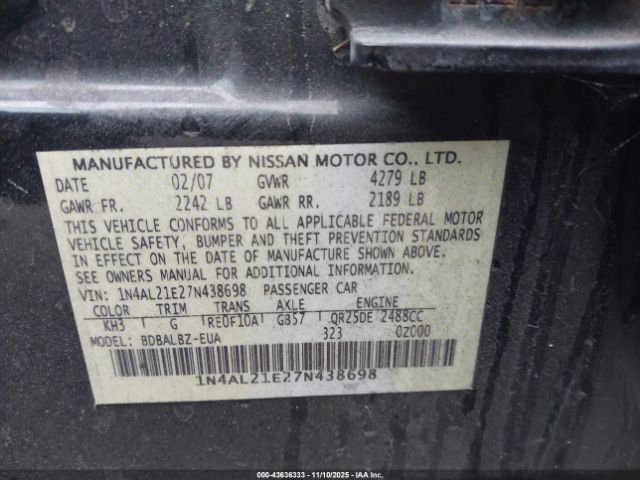 MANUFACTURED BY NISSAN MOTOR CO., LTD.
DATE 02/07 GVWR 4279 LB
GAWR FR. 2242 LB GAWR RR. 2189 LB
THIS VEHICLE CONFORMS TO ALL APPLICABLE FEDERAL MOTOR
VEHICLE SAFETY, BUMPER AND THEFT PREVENTION STANDARDS
IN EFFECT ON THE DATE OF MANUFACTURE SHOWN ABOVE.
SEE OWNERS MANUAL FOR ADDITIONAL INFORMATION.
VIN: 1N4AL21E27N438698 PASSENGER CAR
COLOR TRIM TRANS AXLE ENGINE
KH3 G RE0F10A GB57 QR25DE 2488CC
MODEL: BDBALBZ-EUA 323 0Z000
1N4AL21E27N438698
000-43636333 - 11/10/2025 - IAAI.COM